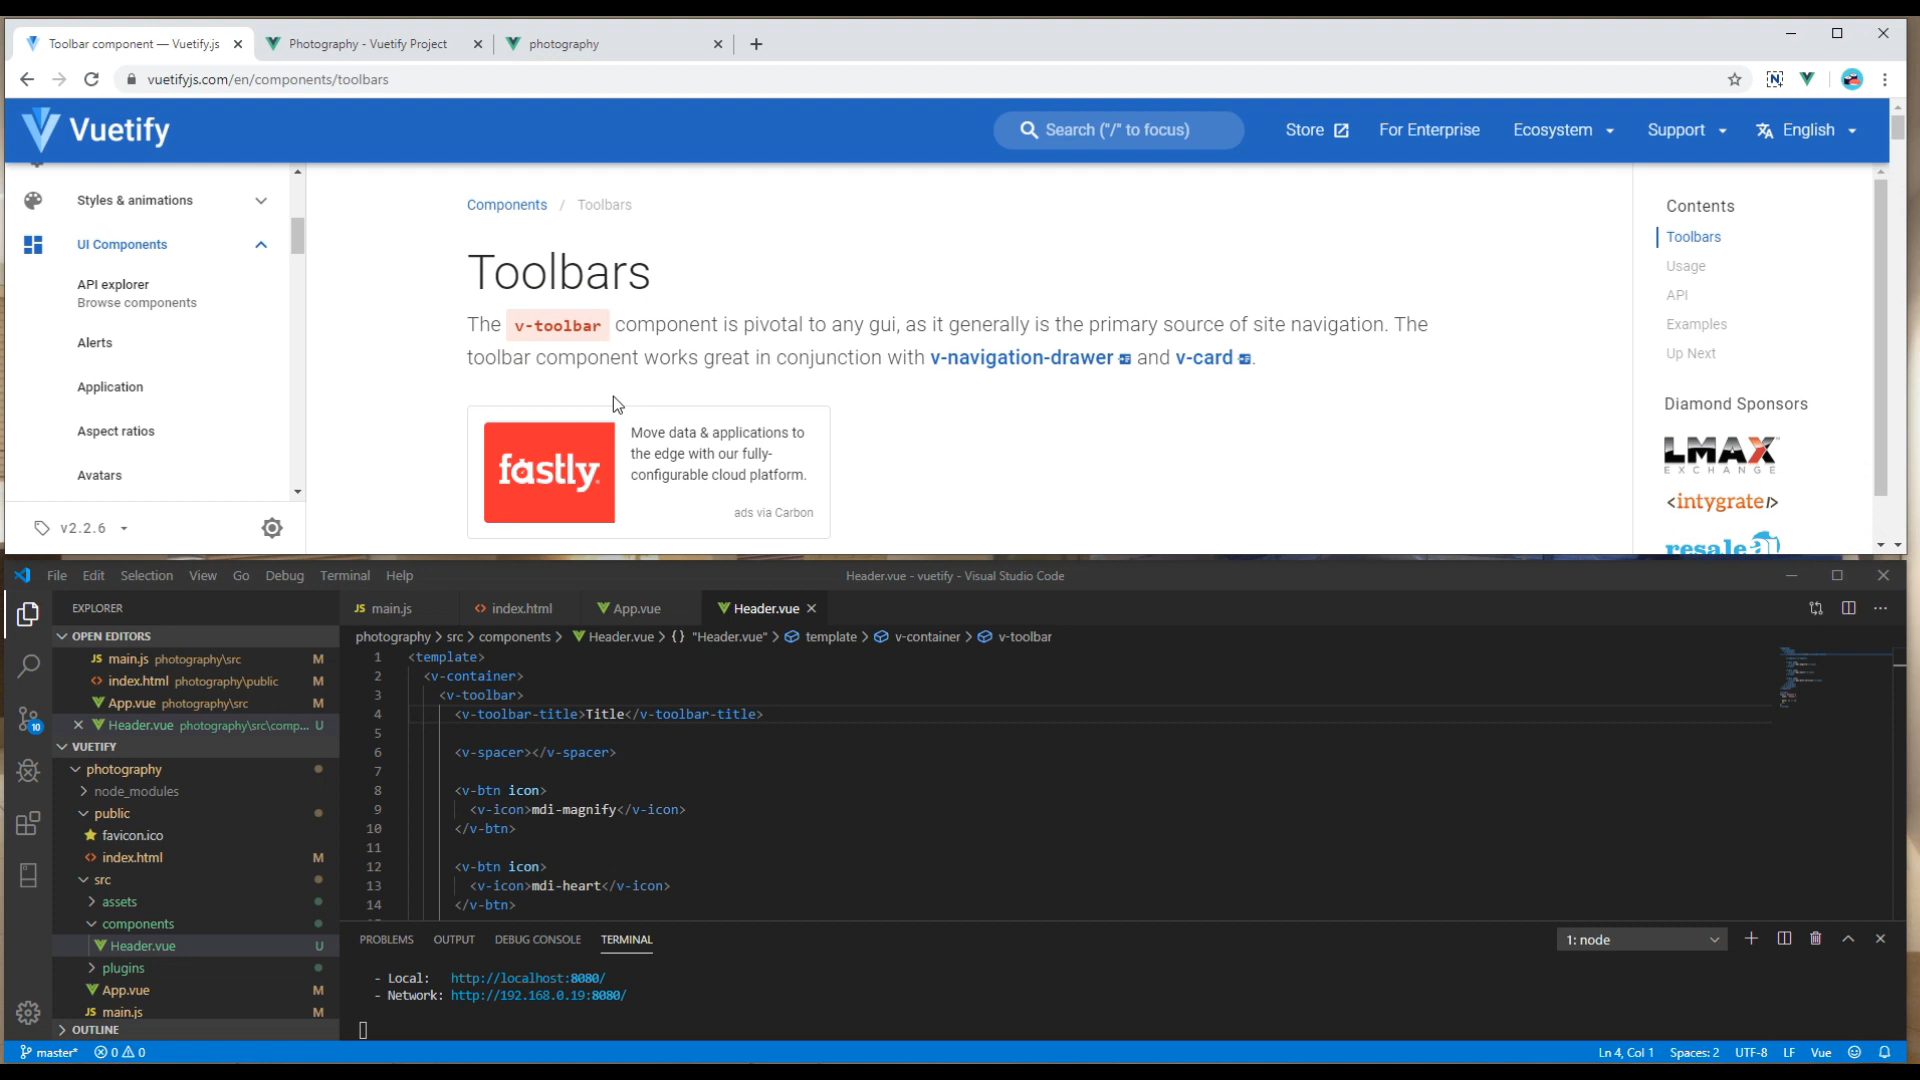 Toolbar component — Vuetify.js
Photography - Vuetify Project
photography
vuetifyjs.com/en/components/toolbars
Vuetify
Search ("/" to focus)
Store
For Enterprise
Ecosystem
Support
English
Styles & animations
UI Components
API explorer
Browse components
Alerts
Application
Aspect ratios
Avatars
v2.2.6
Components / Toolbars
Toolbars
The v-toolbar component is pivotal to any gui, as it generally is the primary source of site navigation. The
toolbar component works great in conjunction with v-navigation-drawer and v-card .
fastly
Move data & applications to
the edge with our fully-
configurable cloud platform.
ads via Carbon
Contents
Toolbars
Usage
API
Examples
Up Next
Diamond Sponsors
LMAX™
EXCHANGE
<intygrate/>
resale
File Edit Selection View Go Debug Terminal Help
Header.vue - vuetify - Visual Studio Code
EXPLORER
OPEN EDITORS
JS main.js photography\src M
<> index.html photography\public M
App.vue photography\src M
Header.vue photography\src\comp... U
VUETIFY
photography
node_modules
public
favicon.ico
<> index.html M
src
assets
components
Header.vue U
plugins
App.vue M
JS main.js M
OUTLINE
10
JS main.js
<> index.html
App.vue
Header.vue
photography > src > components > Header.vue > {} "Header.vue" > template > v-container > v-toolbar
1 <template>
2 <v-container>
3 <v-toolbar>
4 <v-toolbar-title>Title</v-toolbar-title>
5
6 <v-spacer></v-spacer>
7
8 <v-btn icon>
9 <v-icon>mdi-magnify</v-icon>
10 </v-btn>
11
12 <v-btn icon>
13 <v-icon>mdi-heart</v-icon>
14 </v-btn>
PROBLEMS OUTPUT DEBUG CONSOLE TERMINAL
1: node
- Local: http://localhost:8080/
- Network: http://192.168.0.19:8080/
master* 0 0
Ln 4, Col 1 Spaces: 2 UTF-8 LF Vue